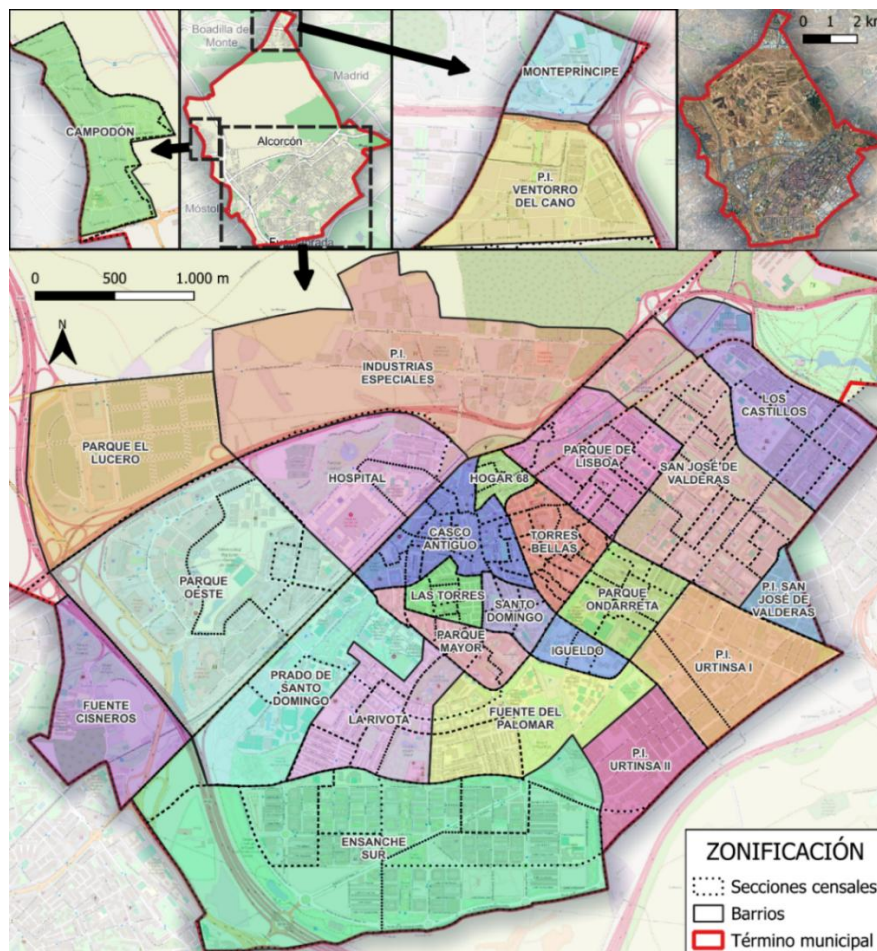 CAMPODÓN
Boadilla de
Monte
Madrid
Alcorcón
Móstol
Fuenlabrada
MONTEPRÍNCIPE
P.I.
VENTORRO
DEL CANO
0 1 2 km
0 500 1.000 m
N
P.I.
INDUSTRIAS
ESPECIALES
PARQUE EL
LUCERO
HOSPITAL
HOGAR 68
PARQUE DE
LISBOA
SAN JOSÉ DE
VALDERAS
LOS
CASTILLOS
CASCO
ANTIGUO
TORRES
BELLAS
PARQUE
OESTE
LAS TORRES
SANTO
DOMINGO
PARQUE
ONDARRETA
P.I. SAN
JOSÉ DE
VALDERAS
PARQUE
MAYOR
IGUELDO
P.I.
URTINSA I
FUENTE
CISNEROS
PRADO DE
SANTO
DOMINGO
LA RIVOTA
FUENTE DEL
PALOMAR
P.I.
URTINSA II
ENSANCHE
SUR
ZONIFICACIÓN
Secciones censales
Barrios
Término municipal